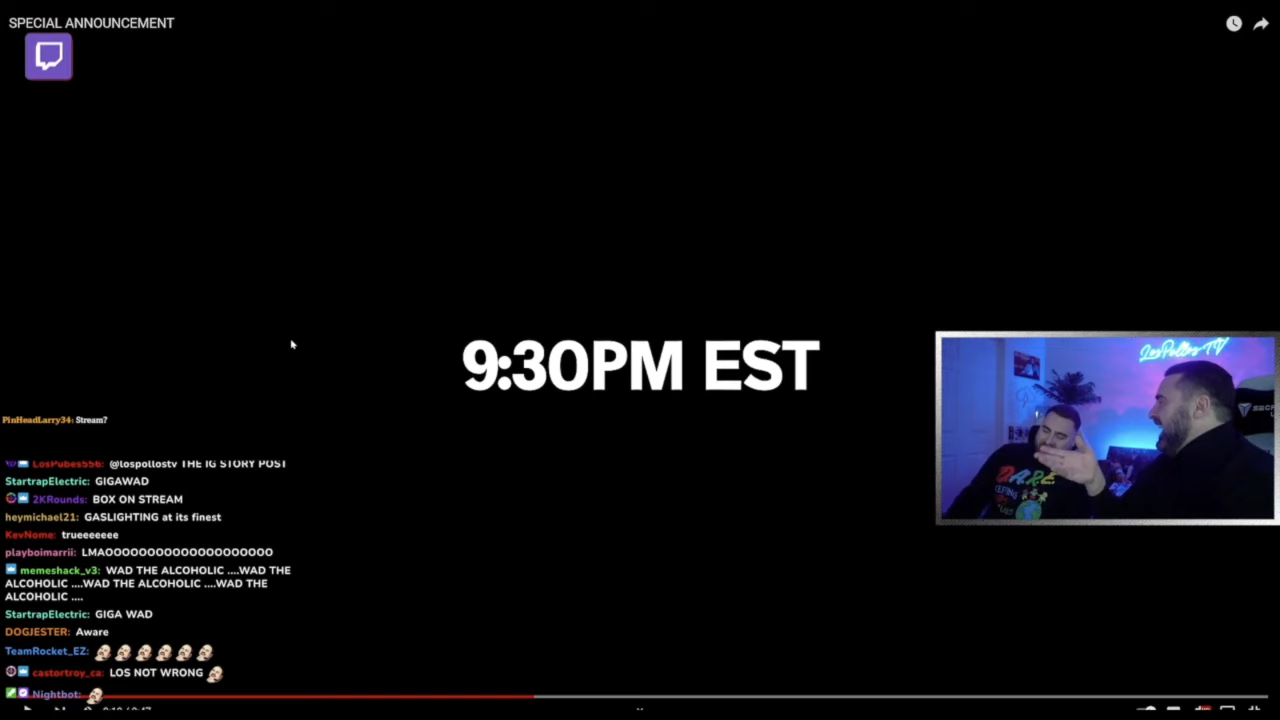 SPECIAL ANNOUNCEMENT
9:30PM EST
LosPollosTV
D.A.R.E
PinHeadLarry34: Stream?
LosPubes556: @lospollostv THE IG STORY POST
StartrapElectric: GIGAWAD
2KRounds: BOX ON STREAM
heymichael21: GASLIGHTING at its finest
KevNome: trueeeeeee
playboimarrii: LMAOOOOOOOOOOOOOOOOOOOO
memeshack_v3: WAD THE ALCOHOLIC ....WAD THE
ALCOHOLIC ....WAD THE ALCOHOLIC ....WAD THE
ALCOHOLIC ....
StartrapElectric: GIGA WAD
DOGJESTER: Aware
TeamRocket_EZ:
castortroy_ca: LOS NOT WRONG
Nightbot: